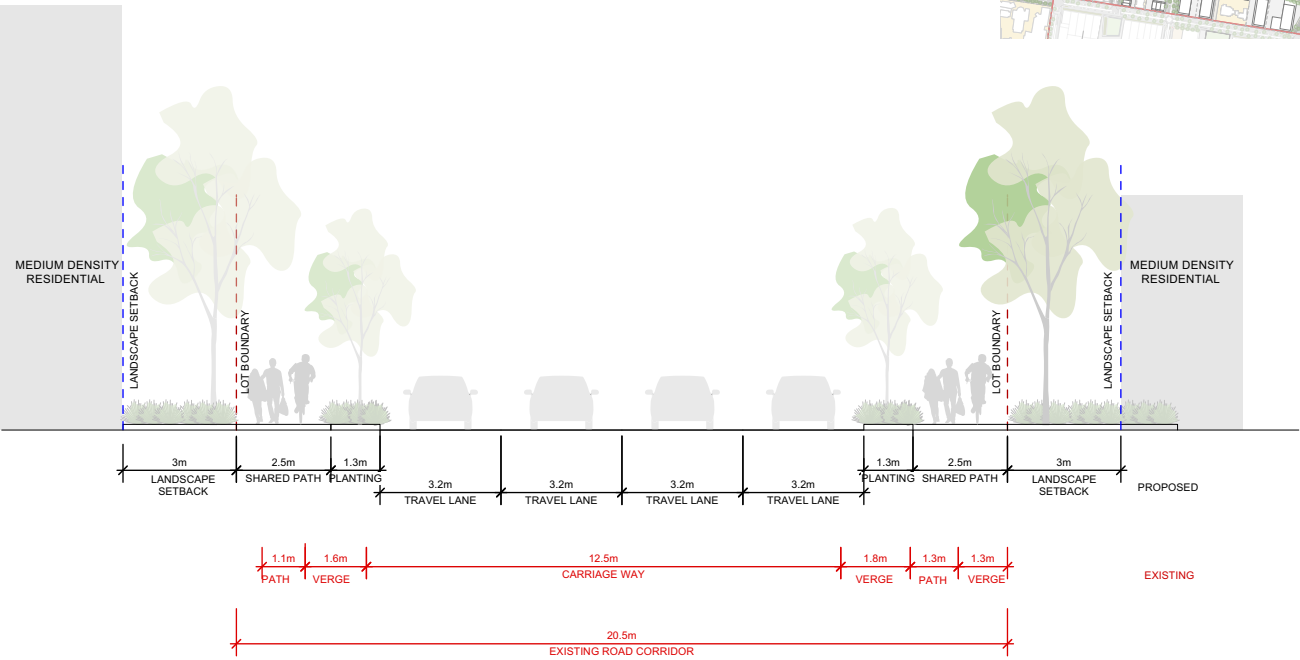 MEDIUM DENSITY
RESIDENTIAL
LANDSCAPE SETBACK
LOT BOUNDARY
LOT BOUNDARY
LANDSCAPE SETBACK
MEDIUM DENSITY
RESIDENTIAL
3m
LANDSCAPE
SETBACK
2.5m
SHARED PATH
1.3m
PLANTING
3.2m
TRAVEL LANE
3.2m
TRAVEL LANE
3.2m
TRAVEL LANE
3.2m
TRAVEL LANE
1.3m
PLANTING
2.5m
SHARED PATH
3m
LANDSCAPE
SETBACK
PROPOSED
1.1m
PATH
1.6m
VERGE
12.5m
CARRIAGE WAY
1.8m
VERGE
1.3m
PATH
1.3m
VERGE
EXISTING
20.5m
EXISTING ROAD CORRIDOR